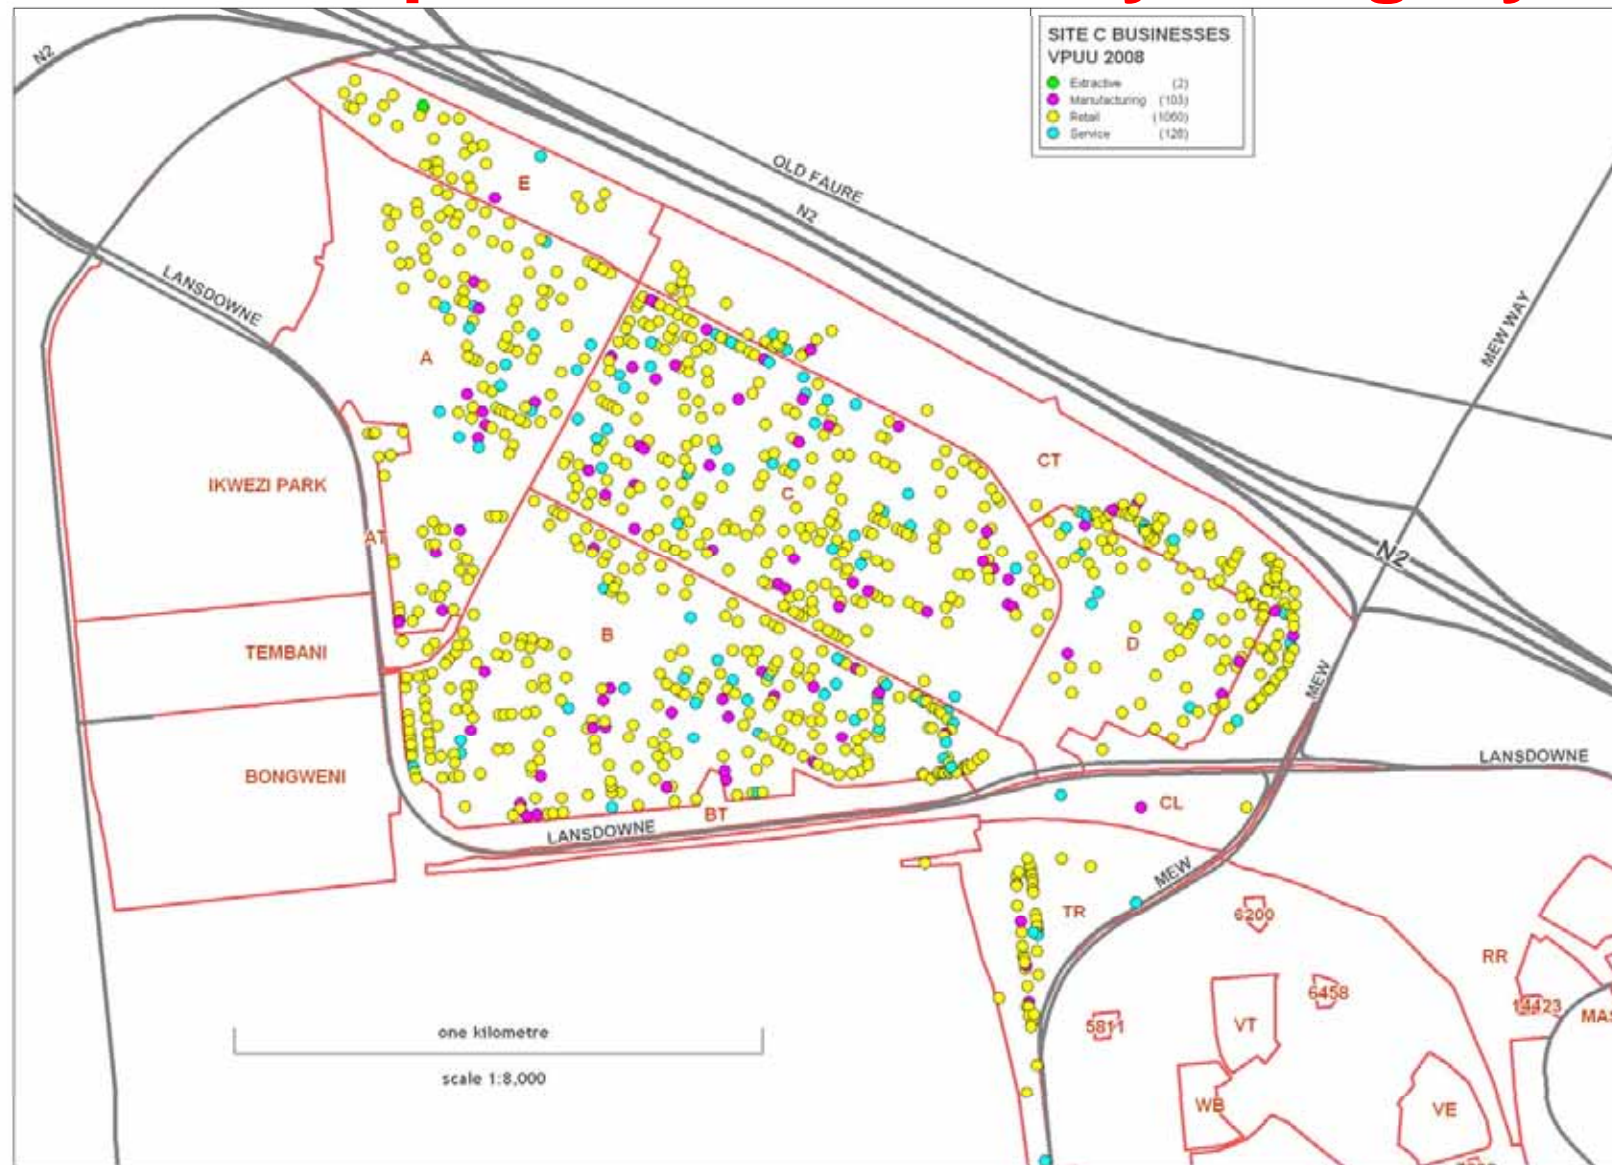 SITE C BUSINESSES
VPUU 2008
Extractive (2)
Manufacturing (103)
Retail (1060)
Service (128)
N2
OLD FAURE
N2
E
LANSDOWNE
MEW WAY
A
CT
IKWEZI PARK
C
AT
N2
B
D
TEMBANI
MEW
BONGWENI
LANSDOWNE
CL
BT
LANSDOWNE
MEW
TR
6200
RR
6458
14423
5811
VT
MAS
one kilometre
scale 1:8,000
WB
VE